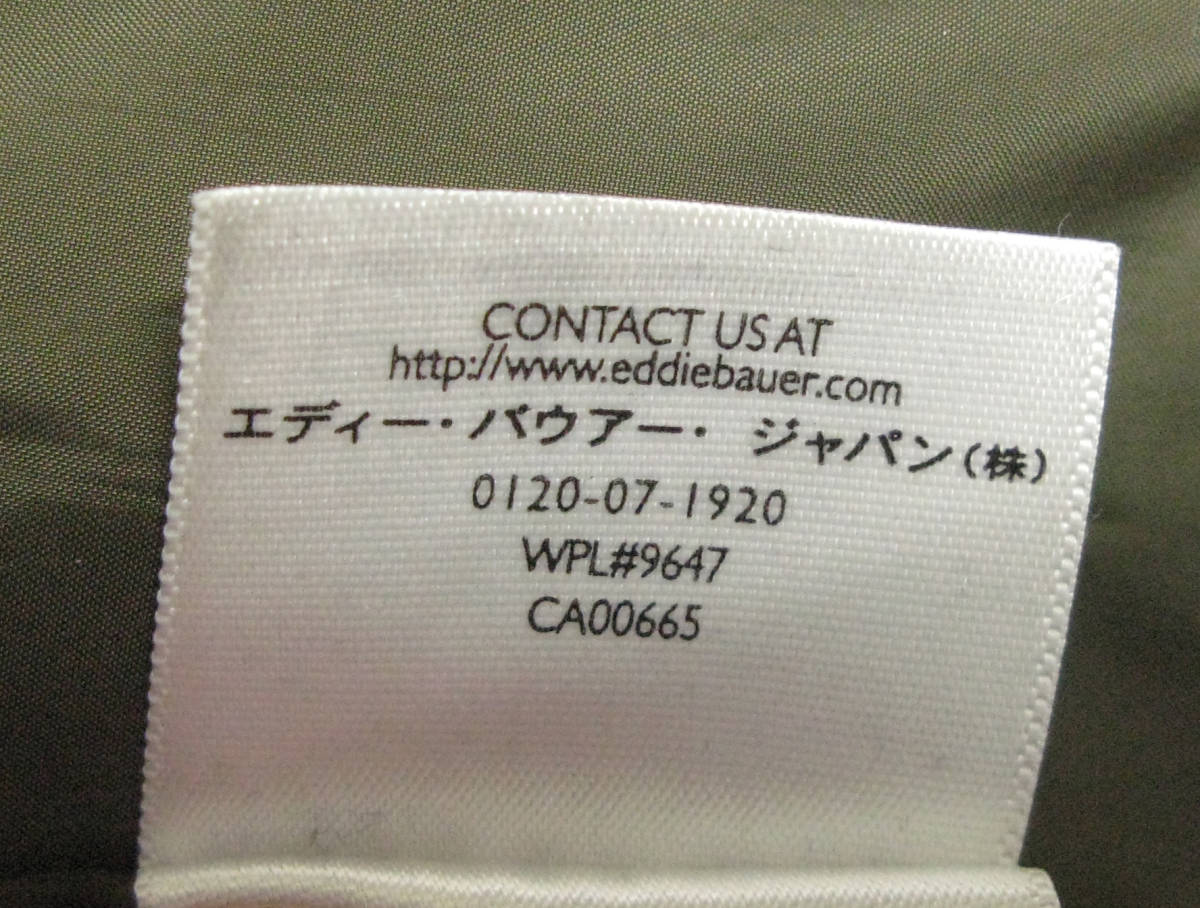 CONTACT US AT
http://www.eddiebauer.com
エディー・バウアー・ ジャパン(株)
0120-07-1920
WPL#9647
CA00665